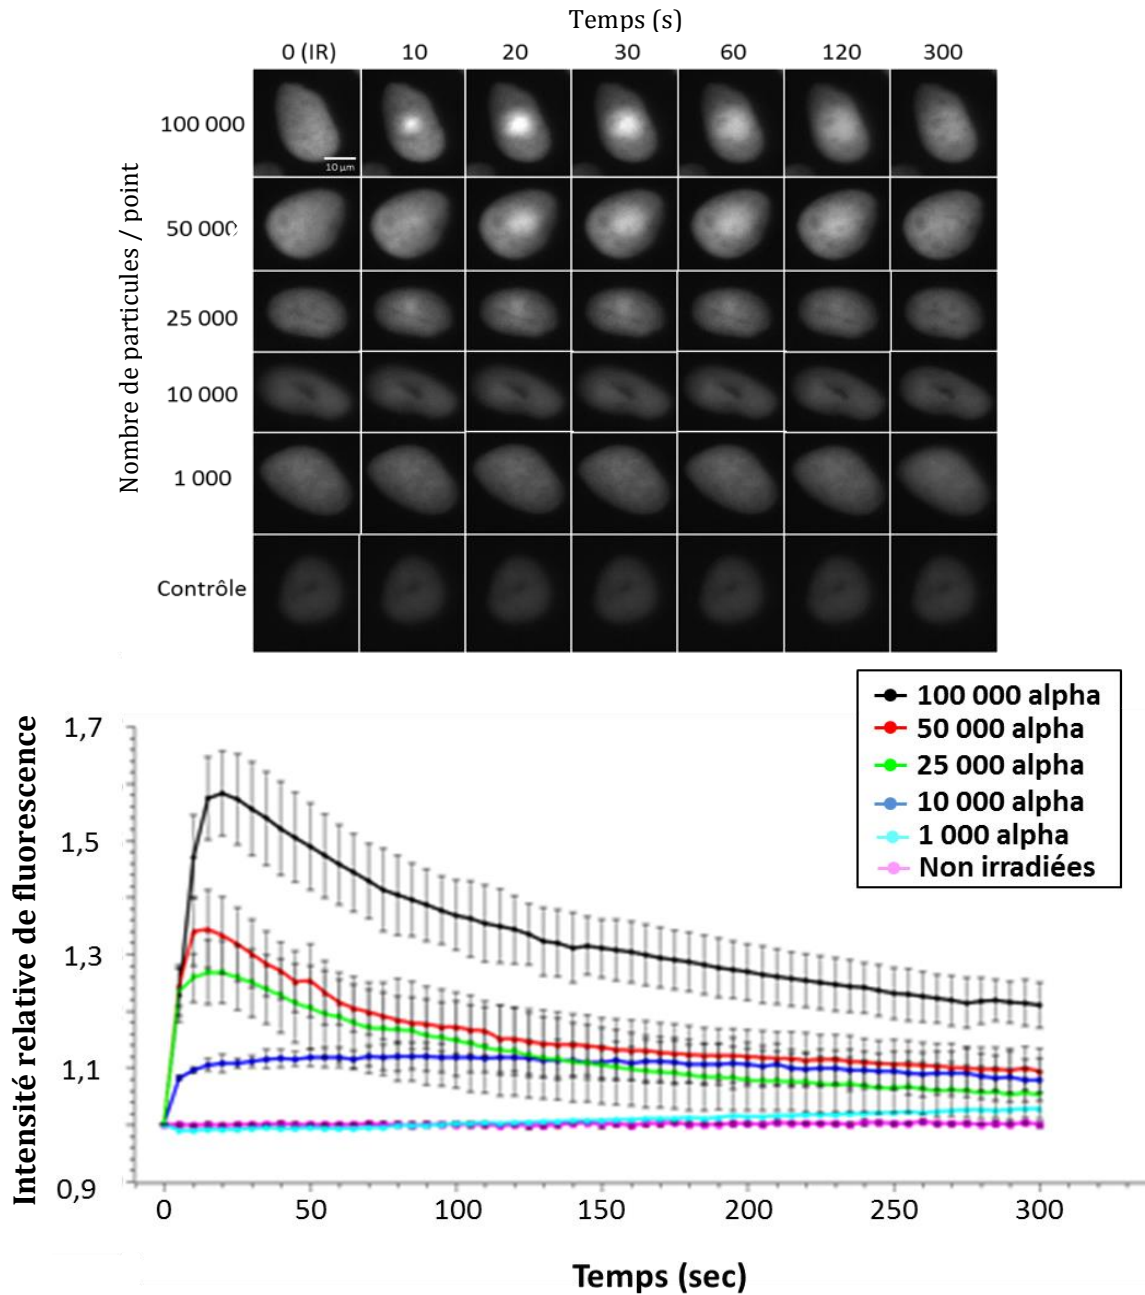 Temps (s)
0 (IR) 10 20 30 60 120 300
Nombre de particules / point
100 000
10 µm
50 000
25 000
10 000
1 000
Contrôle
100 000 alpha
50 000 alpha
25 000 alpha
10 000 alpha
1 000 alpha
Non irradiées
Intensité relative de fluorescence
1,7
1,5
1,3
1,1
0,9
0 50 100 150 200 250 300
Temps (sec)